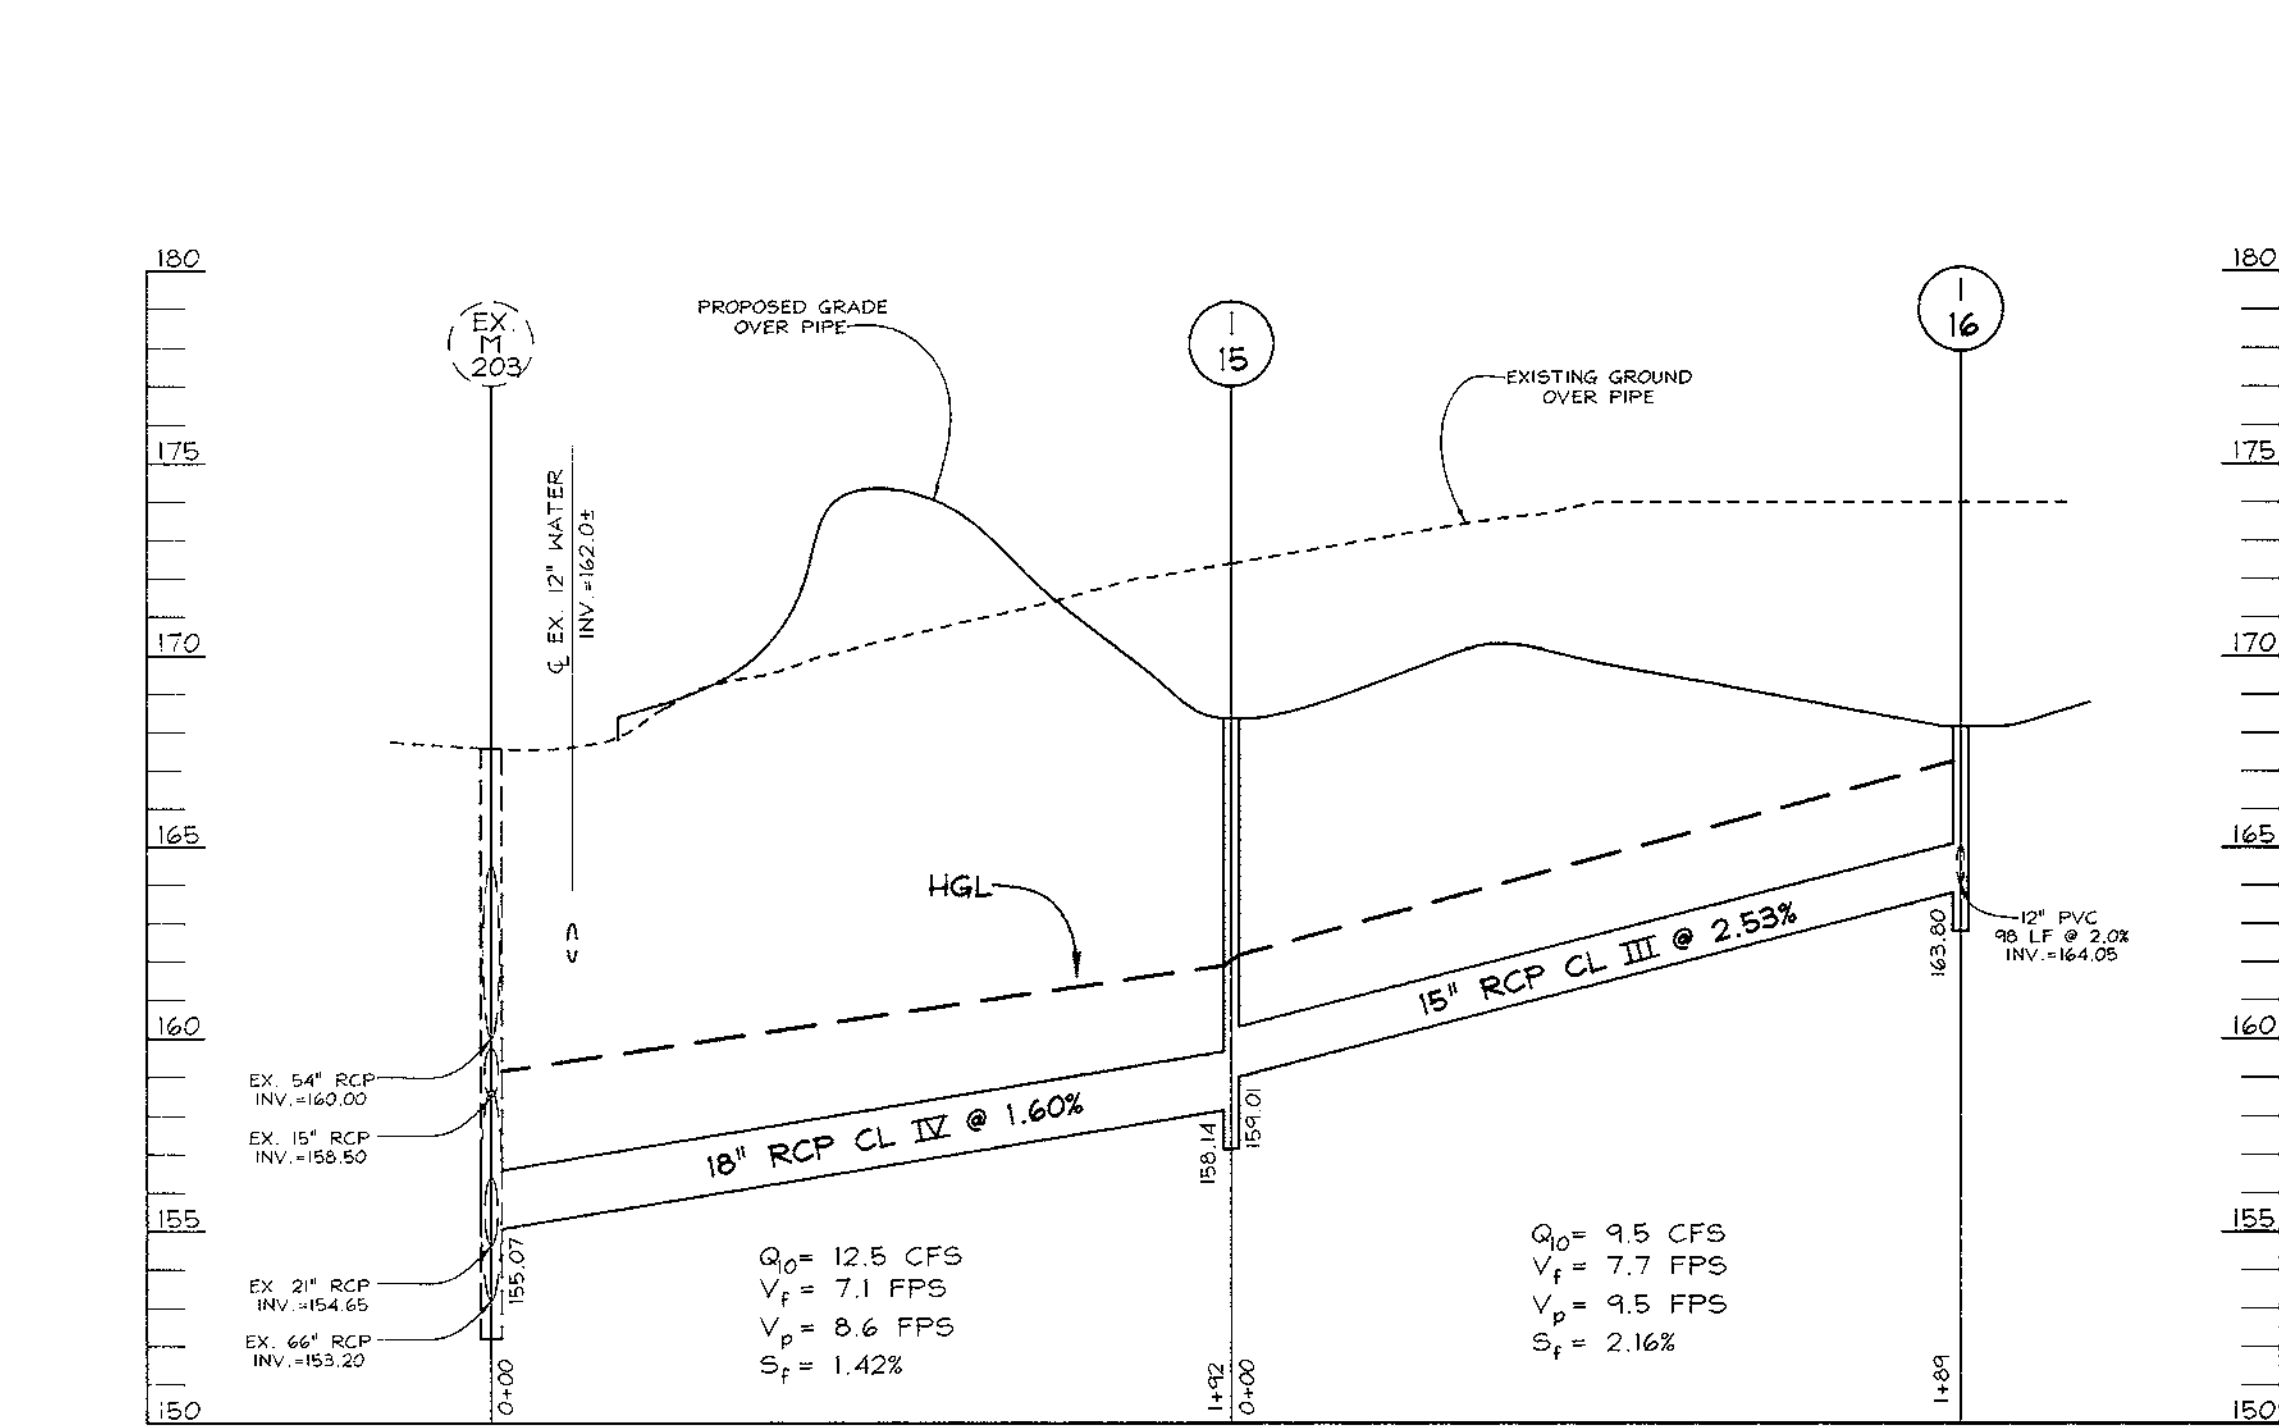 180
175
170
165
160
155
150
EX.
M
203
PROPOSED GRADE
OVER PIPE
℄ EX. 12" WATER
INV.=162.0±
I
15
EXISTING GROUND
OVER PIPE
I
16
180
175
170
165
160
155
150
HGL
EX. 54" RCP
INV.=160.00
EX. 15" RCP
INV.=158.50
EX 21" RCP
INV.=154.65
EX. 66" RCP
INV.=153.20
155.07
18" RCP CL IV @ 1.60%
158.14
159.01
15" RCP CL III @ 2.53%
163.80
12" PVC
98 LF @ 2.0%
INV.=164.05
Q10= 12.5 CFS
Vf = 7.1 FPS
Vp = 8.6 FPS
Sf = 1.42%
Q10= 9.5 CFS
Vf = 7.7 FPS
Vp = 9.5 FPS
Sf = 2.16%
0+00
1+92
0+00
1+89